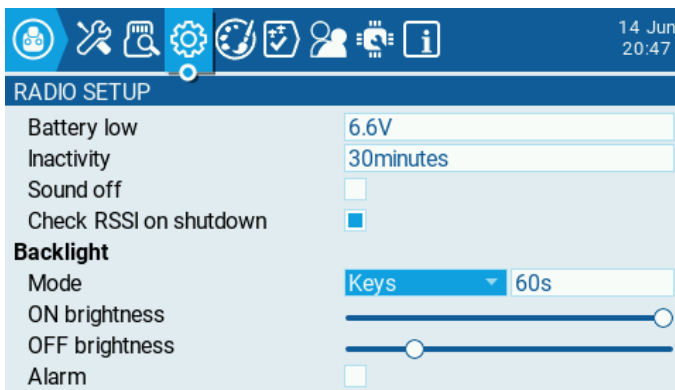 14 Jun
20:47
RADIO SETUP
Battery low 6.6V
Inactivity 30minutes
Sound off
Check RSSI on shutdown
Backlight
Mode Keys 60s
ON brightness
OFF brightness
Alarm